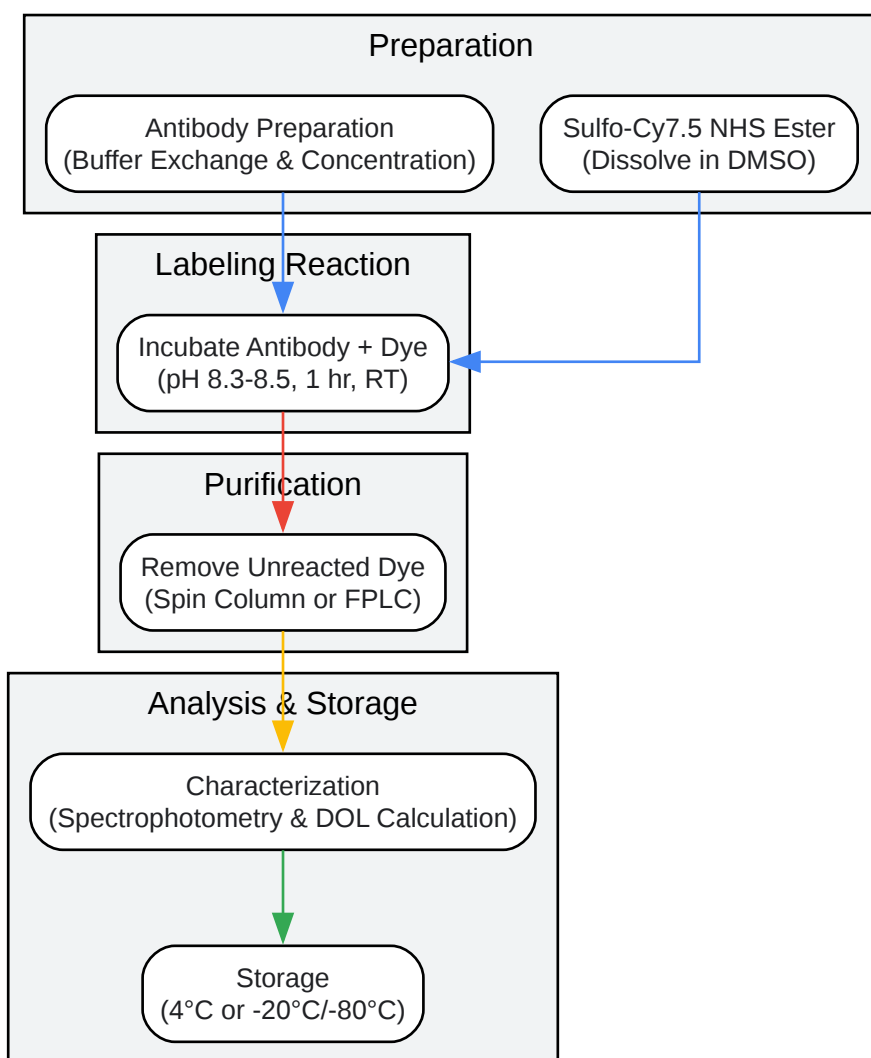 Preparation
Antibody Preparation
(Buffer Exchange & Concentration)
Sulfo-Cy7.5 NHS Ester
(Dissolve in DMSO)
Labeling Reaction
Incubate Antibody + Dye
(pH 8.3-8.5, 1 hr, RT)
Purification
Remove Unreacted Dye
(Spin Column or FPLC)
Analysis & Storage
Characterization
(Spectrophotometry & DOL Calculation)
Storage
(4°C or -20°C/-80°C)